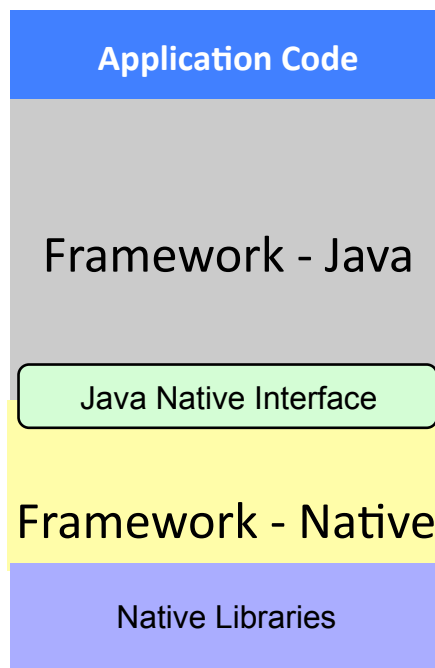 Application Code
Framework - Java
Java Native Interface
Framework - Native
Native Libraries